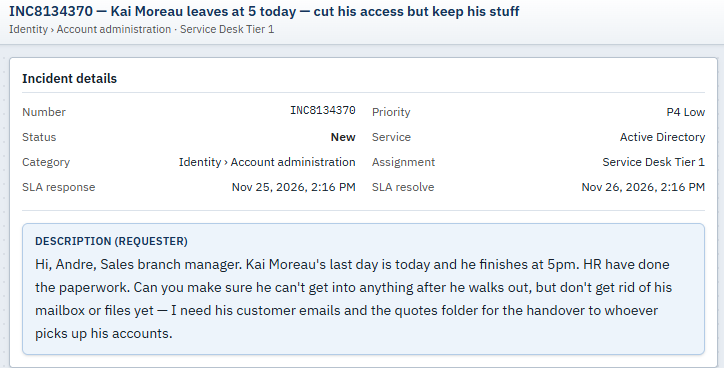 INC8134370 — Kai Moreau leaves at 5 today — cut his access but keep his stuff
Identity › Account administration · Service Desk Tier 1
Incident details
Number INC8134370 Priority P4 Low
Status New Service Active Directory
Category Identity › Account administration Assignment Service Desk Tier 1
SLA response Nov 25, 2026, 2:16 PM SLA resolve Nov 26, 2026, 2:16 PM
DESCRIPTION (REQUESTER)
Hi, Andre, Sales branch manager. Kai Moreau's last day is today and he finishes at 5pm. HR have done
the paperwork. Can you make sure he can't get into anything after he walks out, but don't get rid of his
mailbox or files yet — I need his customer emails and the quotes folder for the handover to whoever
picks up his accounts.